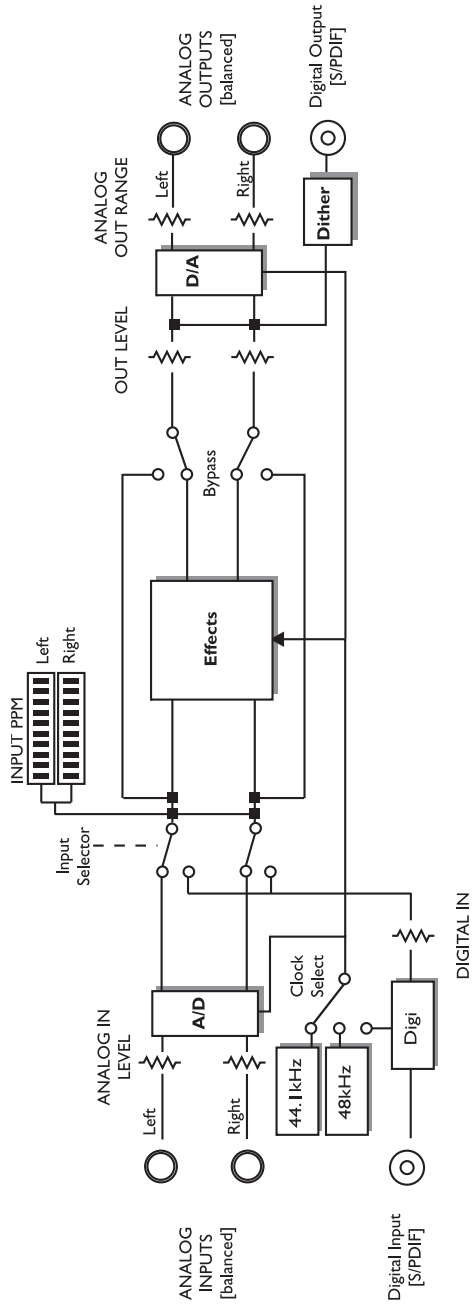 ANALOG
INPUTS
[balanced]
Left
Right
ANALOG IN
LEVEL
A/D
Digital Input
[S/PDIF]
44.1kHz
48kHz
Digi
Clock
Select
DIGITAL IN
Input
Selector
INPUT PPM
Left
Right
Effects
Bypass
OUT LEVEL
D/A
ANALOG
OUT RANGE
Left
Right
Dither
ANALOG
OUTPUTS
[balanced]
Digital Output
[S/PDIF]